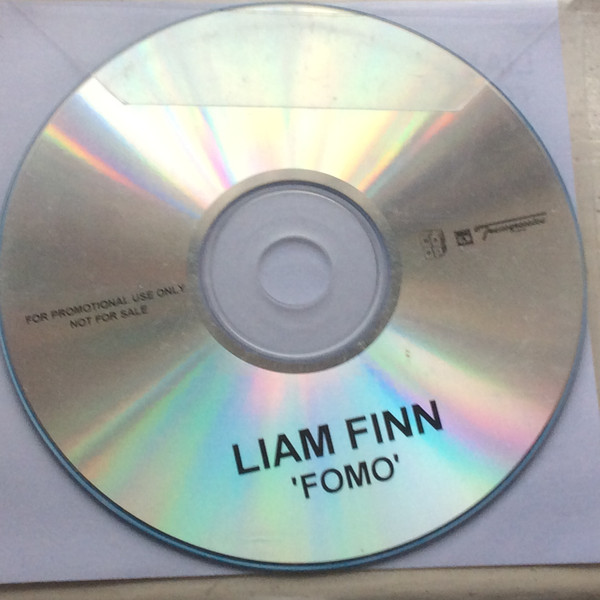 FOR PROMOTIONAL USE ONLY
NOT FOR SALE
LIAM FINN
'FOMO'